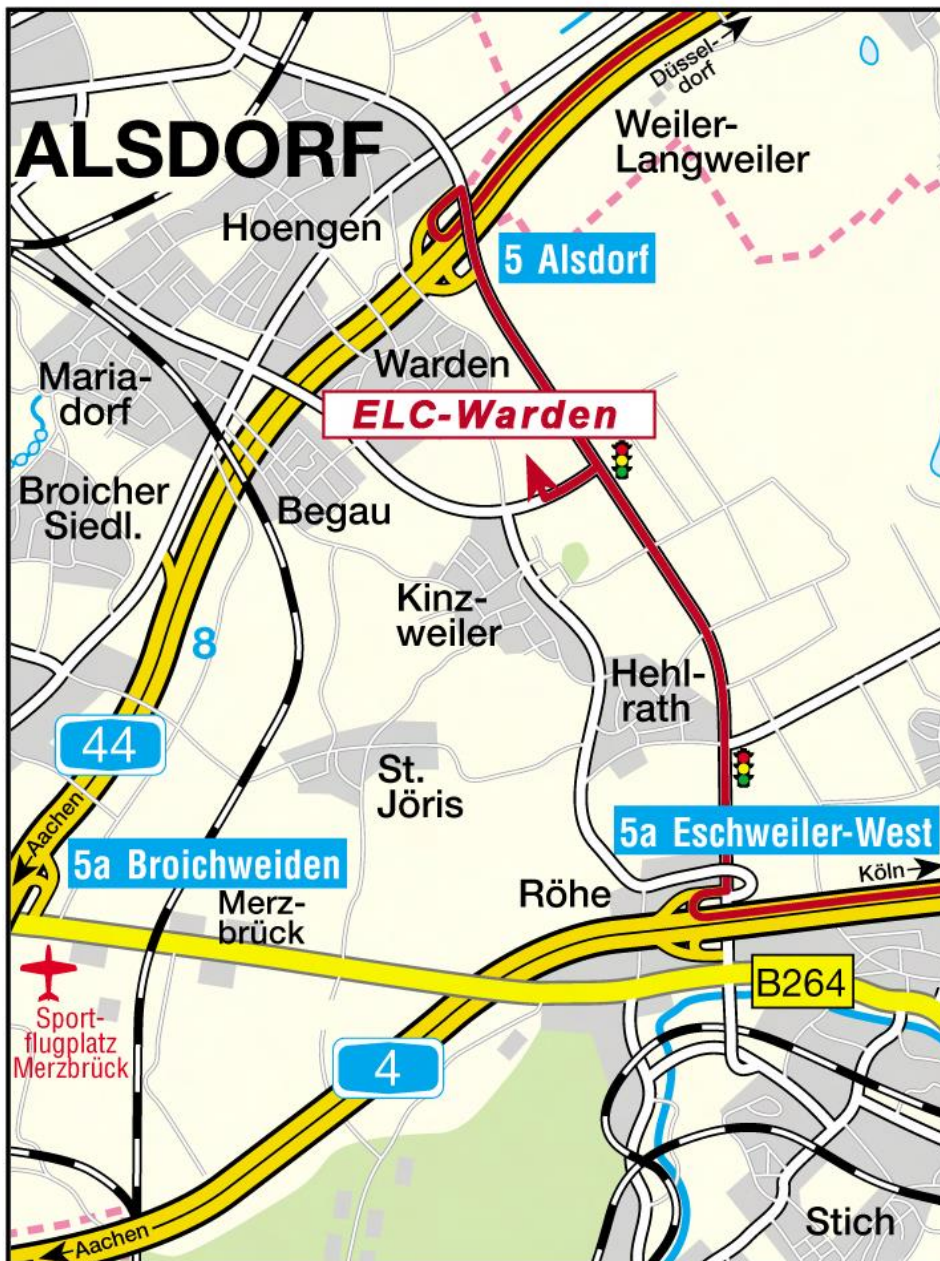 Düssel-
dorf
Weiler-
Langweiler
ALSDORF
Hoengen
5 Alsdorf
Warden
Maria-
dorf
ELC-Warden
Broicher
Siedl.
Begau
Kinz-
weiler
8
Hehl-
rath
44
St.
Jöris
Aachen
5a Broichweiden
5a Eschweiler-West
Köln
Röhe
Merz-
brück
B264
Sport-
flugplatz
Merzbrück
4
Stich
Aachen